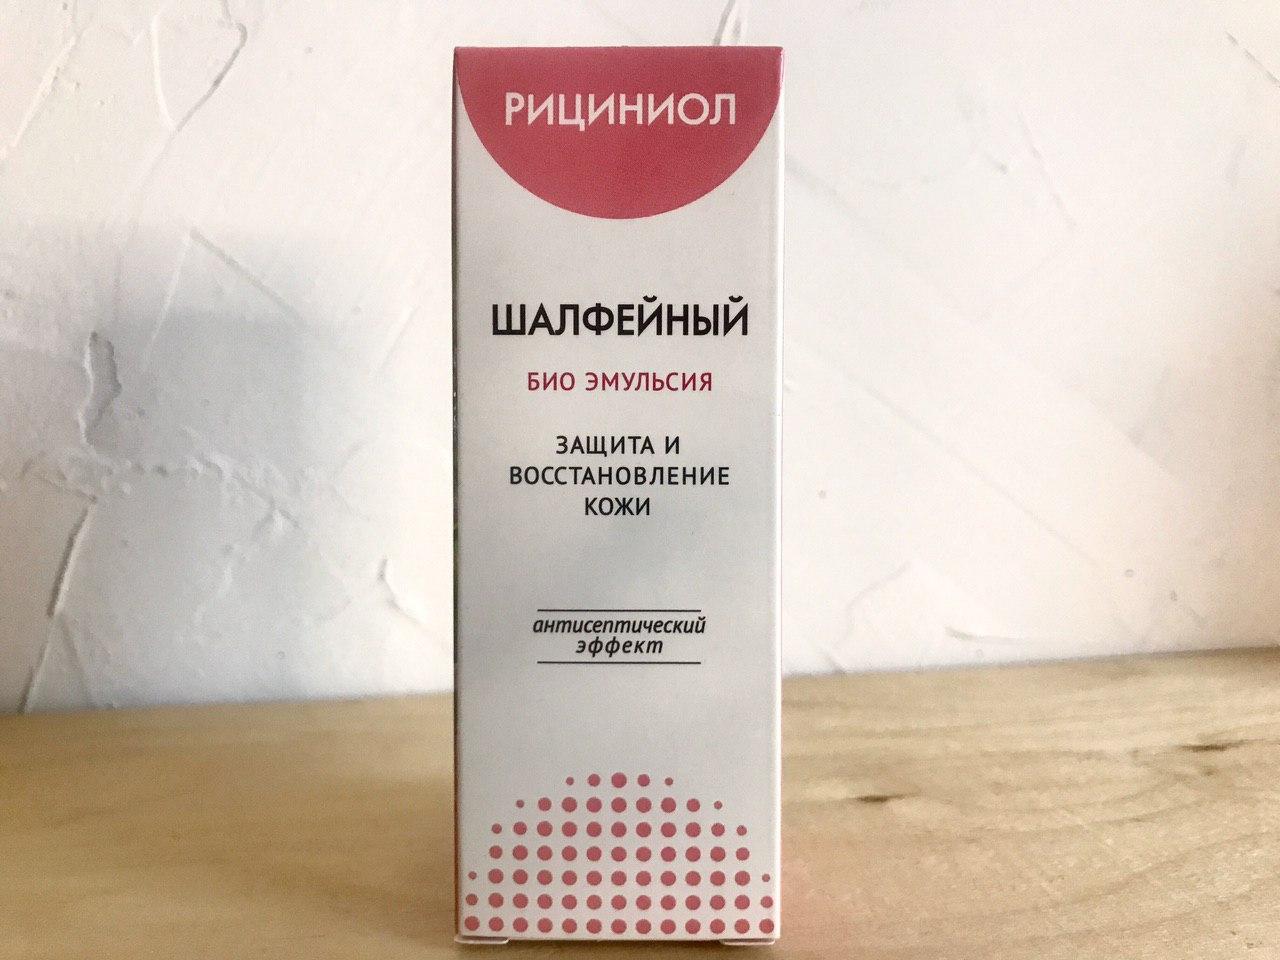 РИЦИНИОЛ
ШАЛФЕЙНЫЙ
БИО ЭМУЛЬСИЯ
ЗАЩИТА И
ВОССТАНОВЛЕНИЕ
КОЖИ
антисептический
эффект